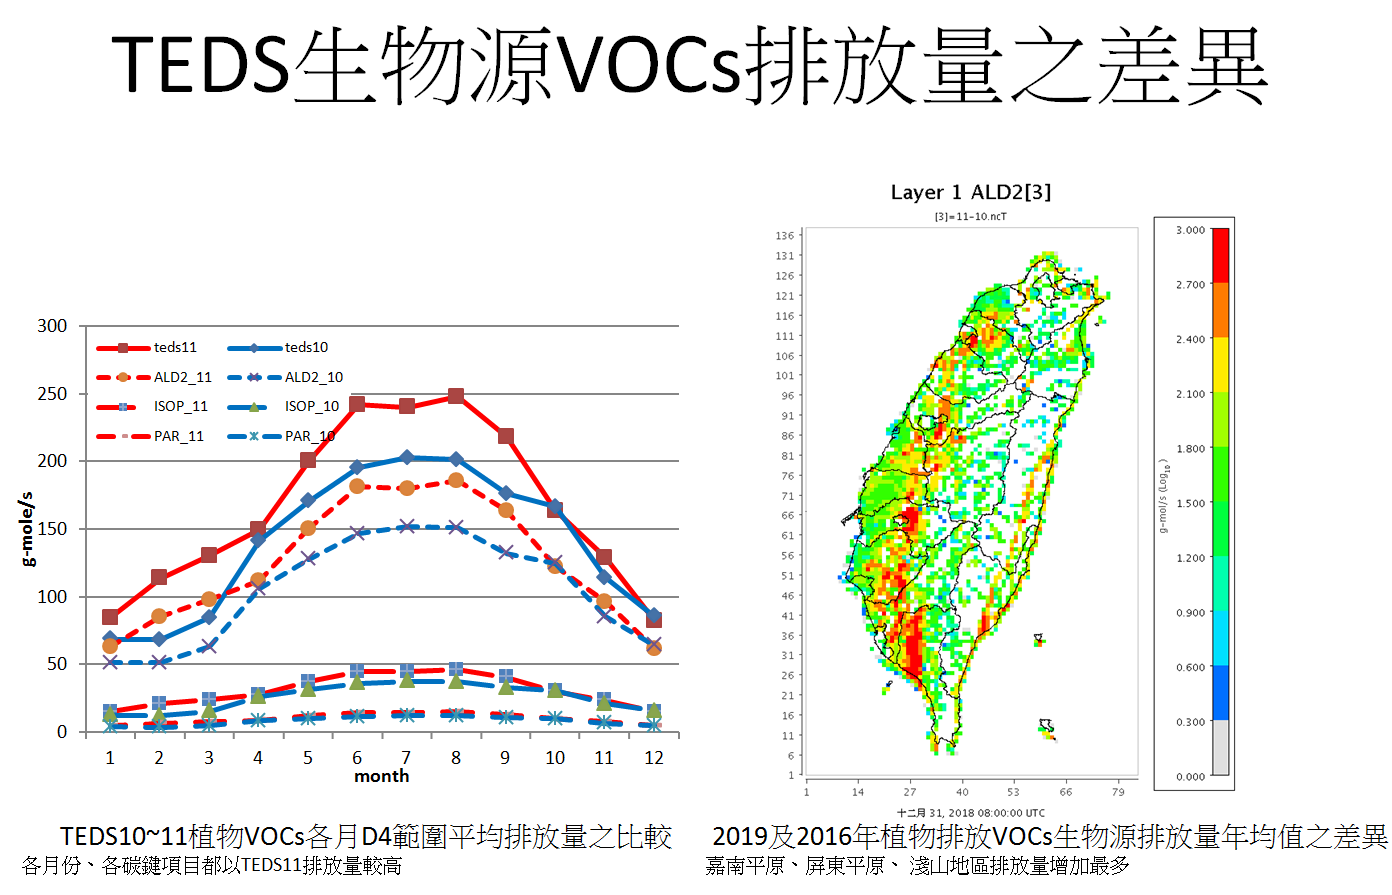 TEDS生物源VOCs排放量之差異
Layer 1 ALD2[3]
[3]=11-10.ncT
300
250
200
150
100
50
0
g-mole/s
teds11
teds10
ALD2_11
ALD2_10
ISOP_11
ISOP_10
PAR_11
PAR_10
1 2 3 4 5 6 7 8 9 10 11 12
month
136
131
126
121
116
111
106
101
96
91
86
81
76
71
66
61
56
51
46
41
36
31
26
21
16
11
6
1
1 14 27 40 53 66 79
十二月 31, 2018 08:00:00 UTC
3.000
2.700
2.400
2.100
1.800
1.500
1.200
0.900
0.600
0.300
0.000
g-mol/s (Log10)
TEDS10~11植物VOCs各月D4範圍平均排放量之比較
各月份、各碳鍵項目都以TEDS11排放量較高
2019及2016年植物排放VOCs生物源排放量年均值之差異
嘉南平原、屏東平原、 淺山地區排放量增加最多